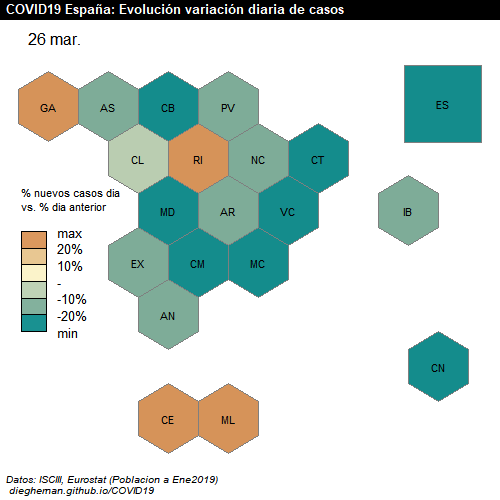 COVID19 España: Evolución variación diaria de casos
26 mar.
GA AS CB PV ES
CL RI NC CT
% nuevos casos dia
vs. % dia anterior
MD AR VC IB
max
20%
10%
-
-10%
-20%
min
EX CM MC
AN
CN
CE ML
Datos: ISCIII, Eurostat (Poblacion a Ene2019)
diegheman.github.io/COVID19